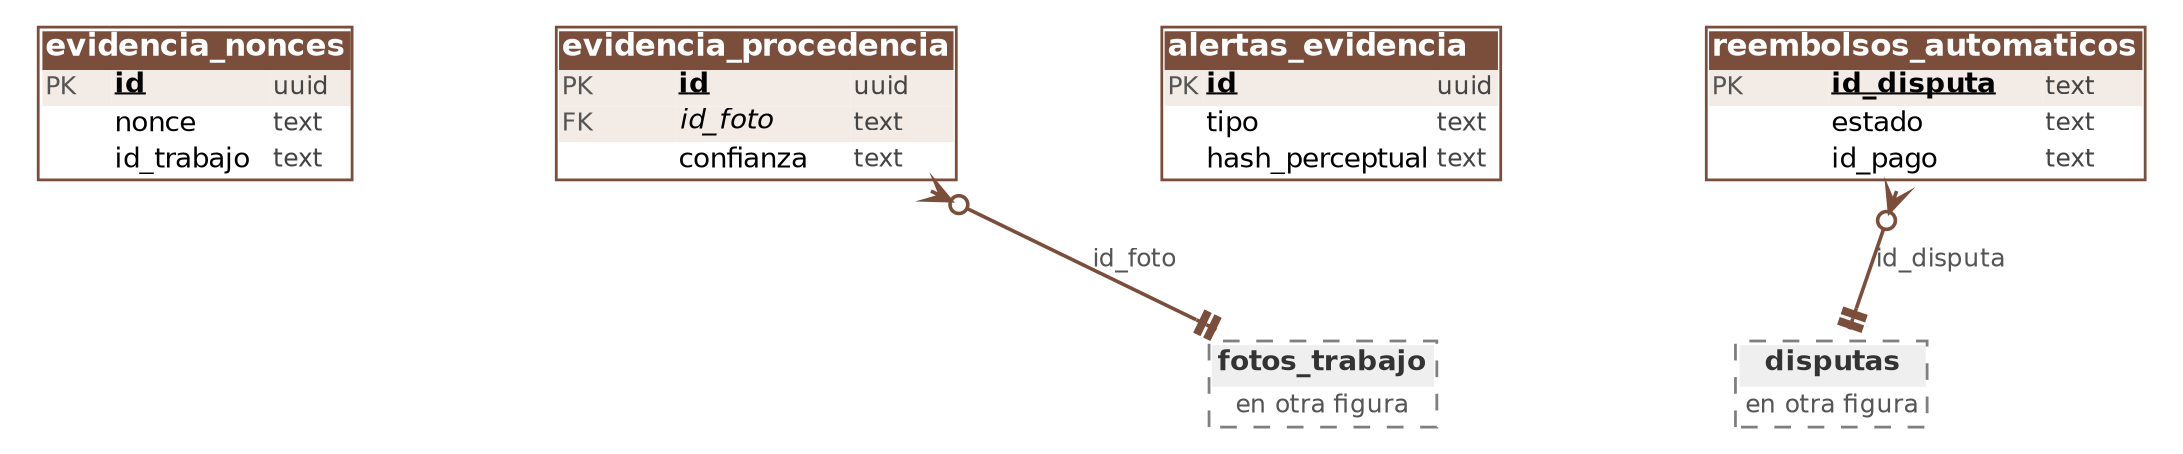 evidencia_nonces
PK id uuid
nonce text
id_trabajo text
evidencia_procedencia
PK id uuid
FK id_foto text
confianza text
alertas_evidencia
PK id uuid
tipo text
hash_perceptual text
reembolsos_automaticos
PK id_disputa text
estado text
id_pago text
id_foto
id_disputa
fotos_trabajo
en otra figura
disputas
en otra figura